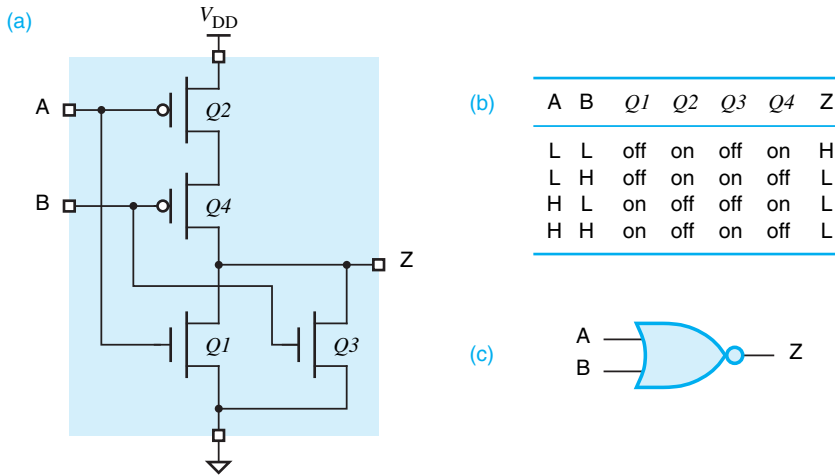 (a)
V_DD
A
Q2
B
Q4
Z
Q1
Q3
(b)
A B Q1 Q2 Q3 Q4 Z
L L off on off on H
L H off on on off L
H L on off off on L
H H on off on off L
(c)
A
B
Z